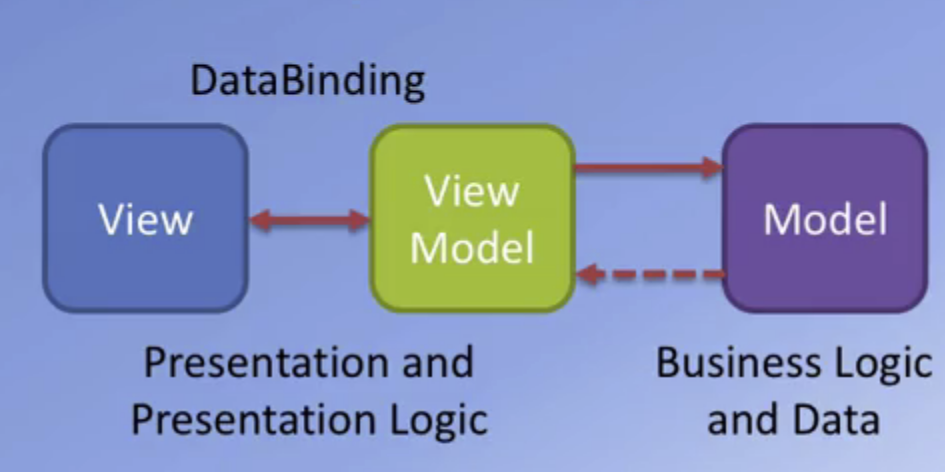 DataBinding
View
View
Model
Model
Presentation and
Presentation Logic
Business Logic
and Data